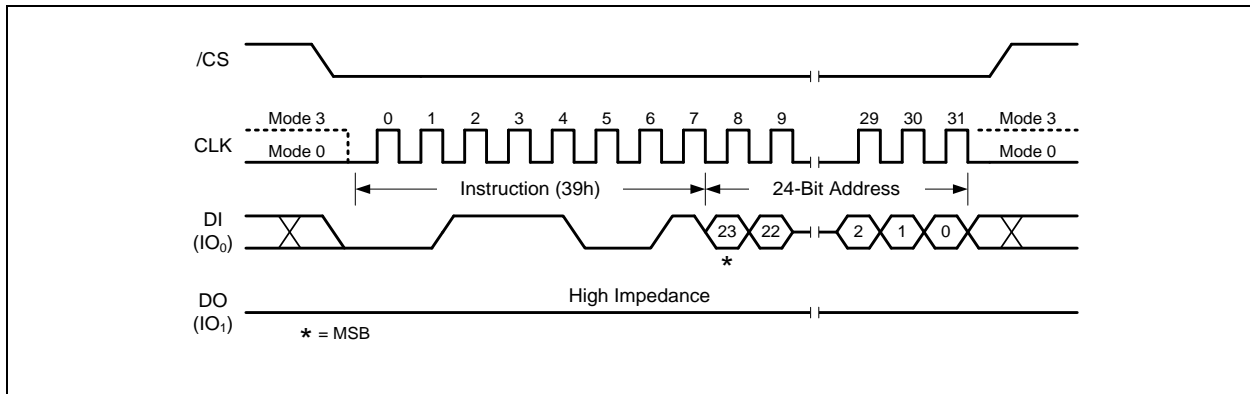 /CS
Mode 3 0 1 2 3 4 5 6 7 8 9 29 30 31 Mode 3
CLK
Mode 0 Mode 0
Instruction (39h) 24-Bit Address
DI
(IO₀)
23 22 2 1 0
*
High Impedance
DO
(IO₁)
* = MSB